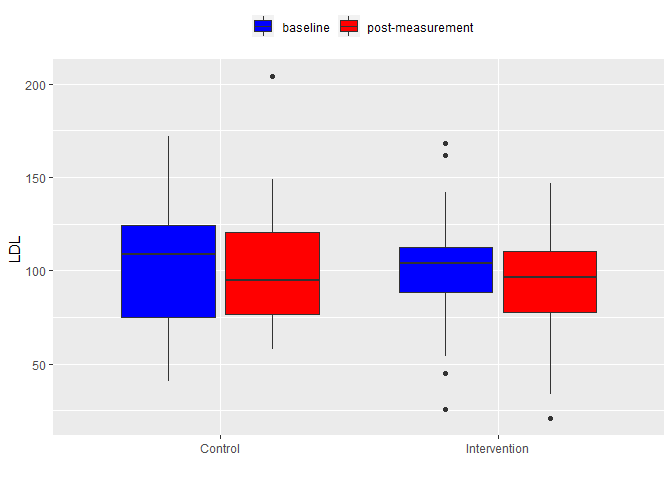 baseline post-measurement
200
150
100
50
LDL
Control Intervention